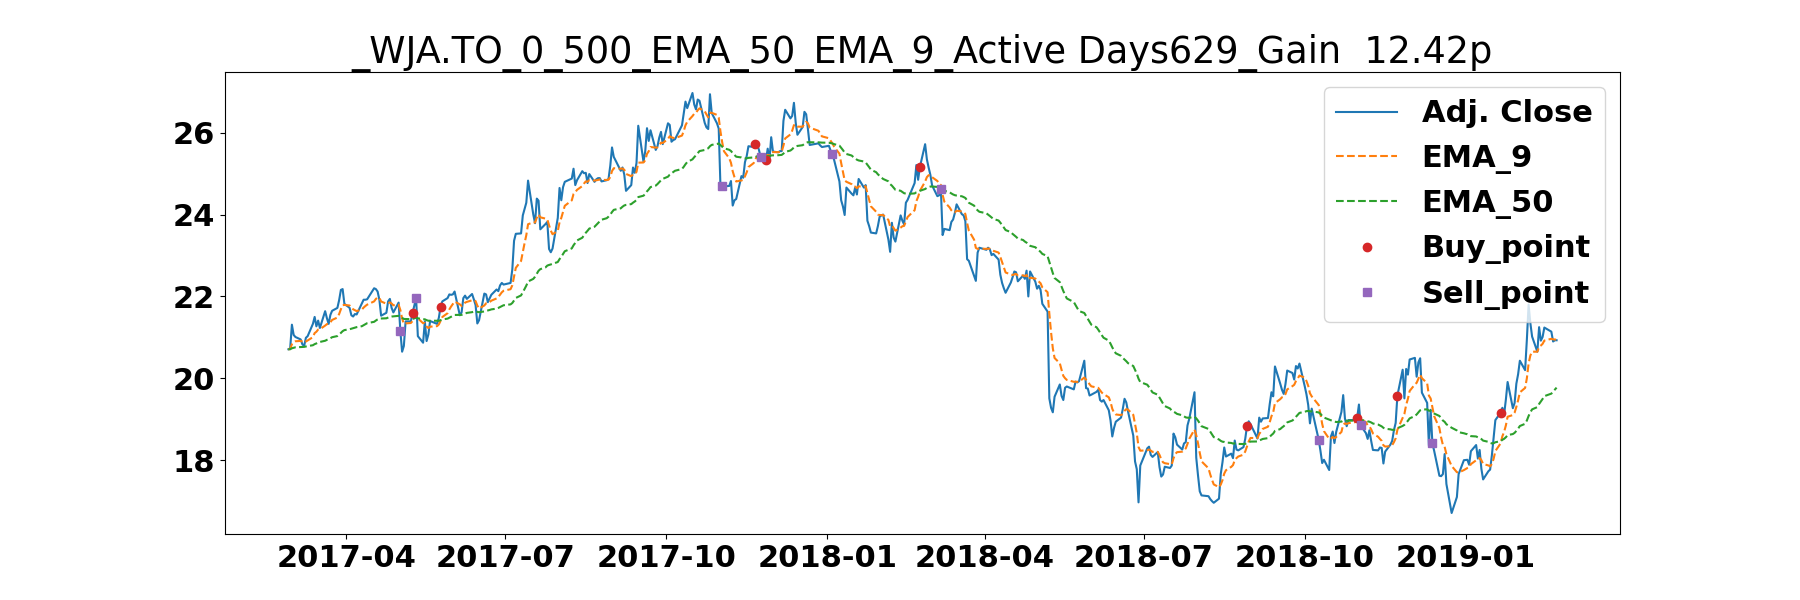 _WJA.TO_0_500_EMA_50_EMA_9_Active Days629_Gain  12.42p
Adj. Close
EMA_9
EMA_50
Buy_point
Sell_point
26
24
22
20
18
2017-04 2017-07 2017-10 2018-01 2018-04 2018-07 2018-10 2019-01